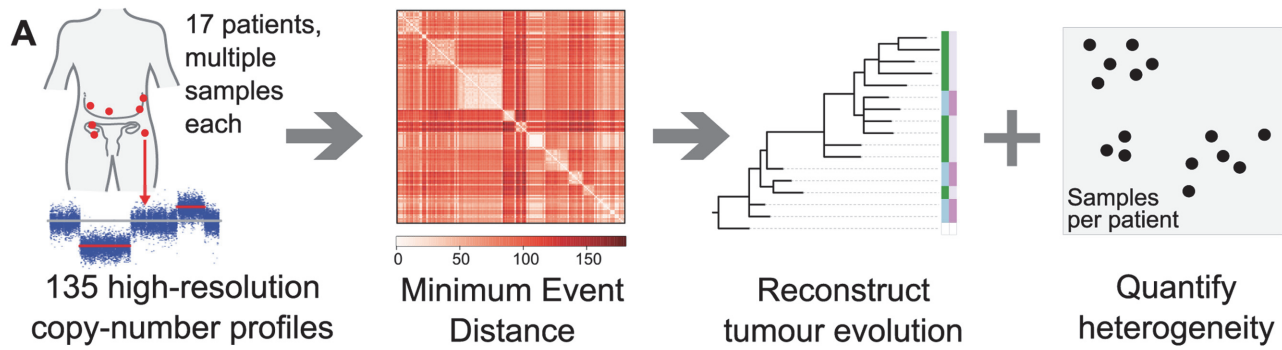 A
17 patients,
multiple
samples
each
135 high-resolution
copy-number profiles
0 50 100 150
Minimum Event
Distance
Reconstruct
tumour evolution
Samples
per patient
Quantify
heterogeneity